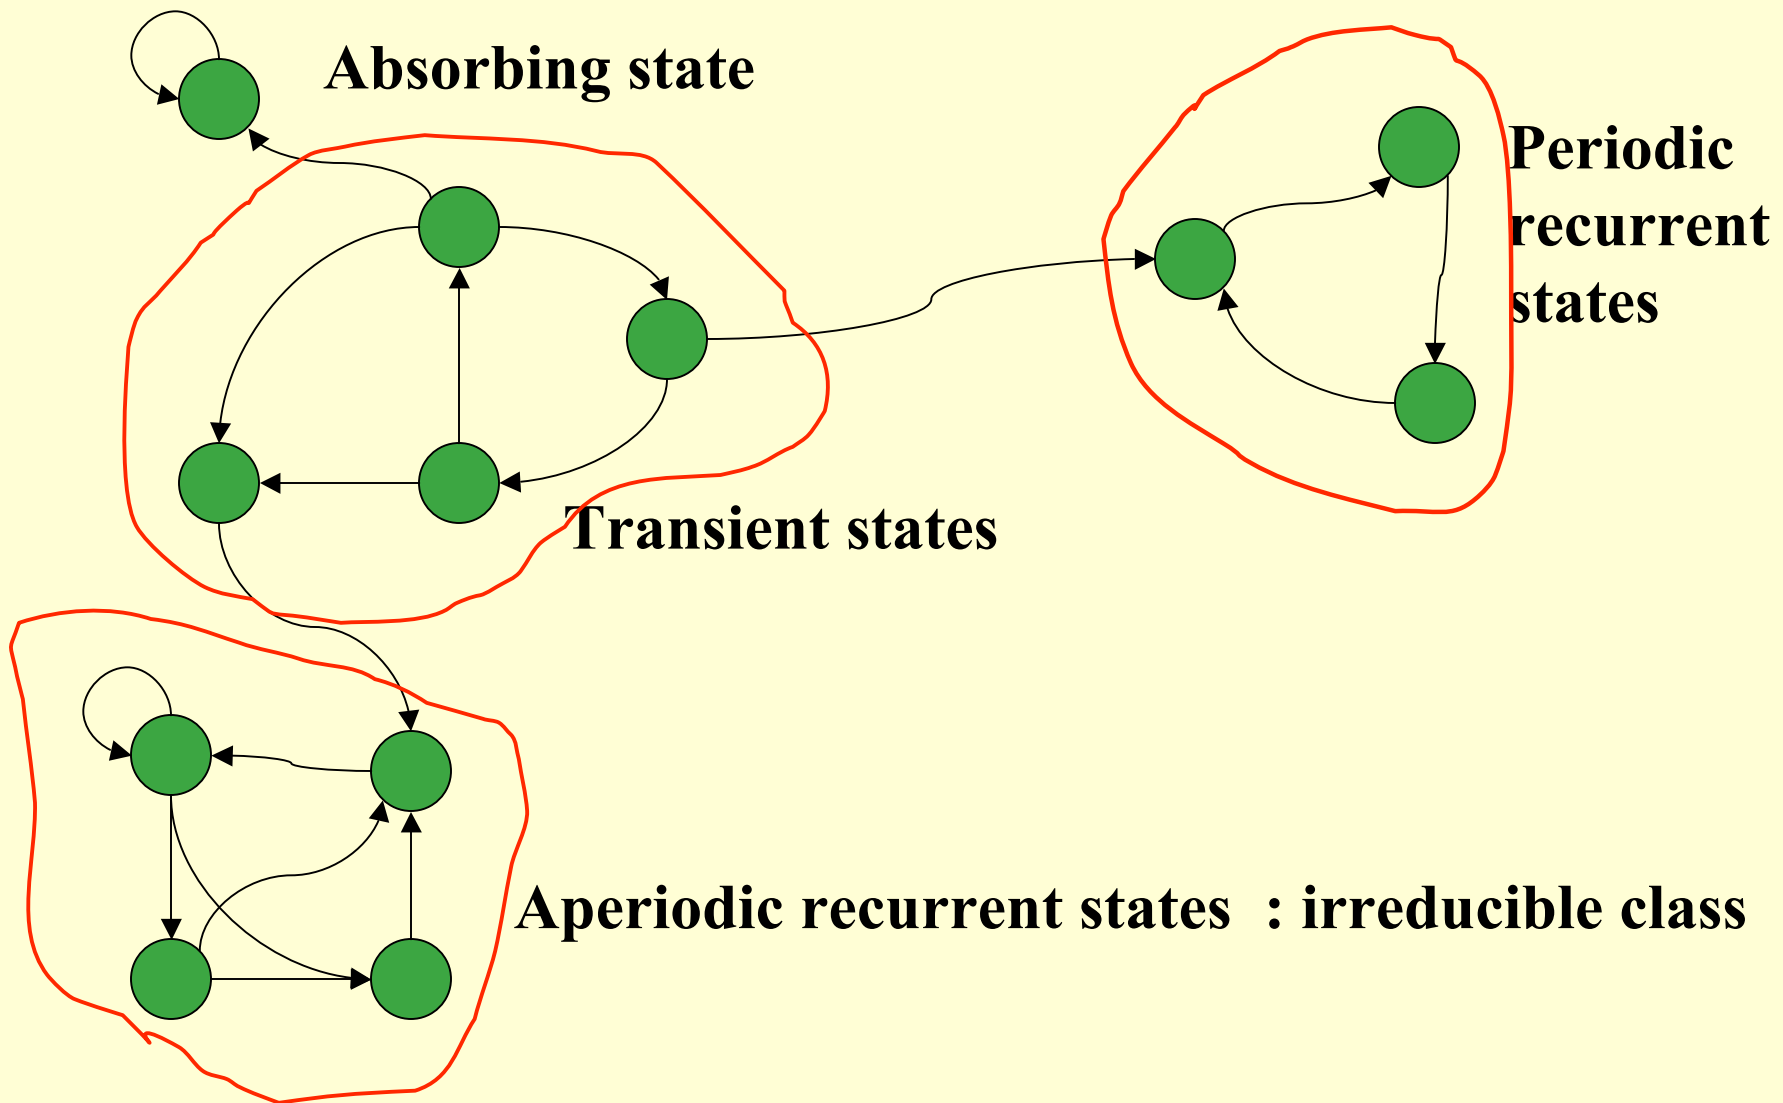 Absorbing state
Periodic
recurrent
states
Transient states
Aperiodic recurrent states : irreducible class